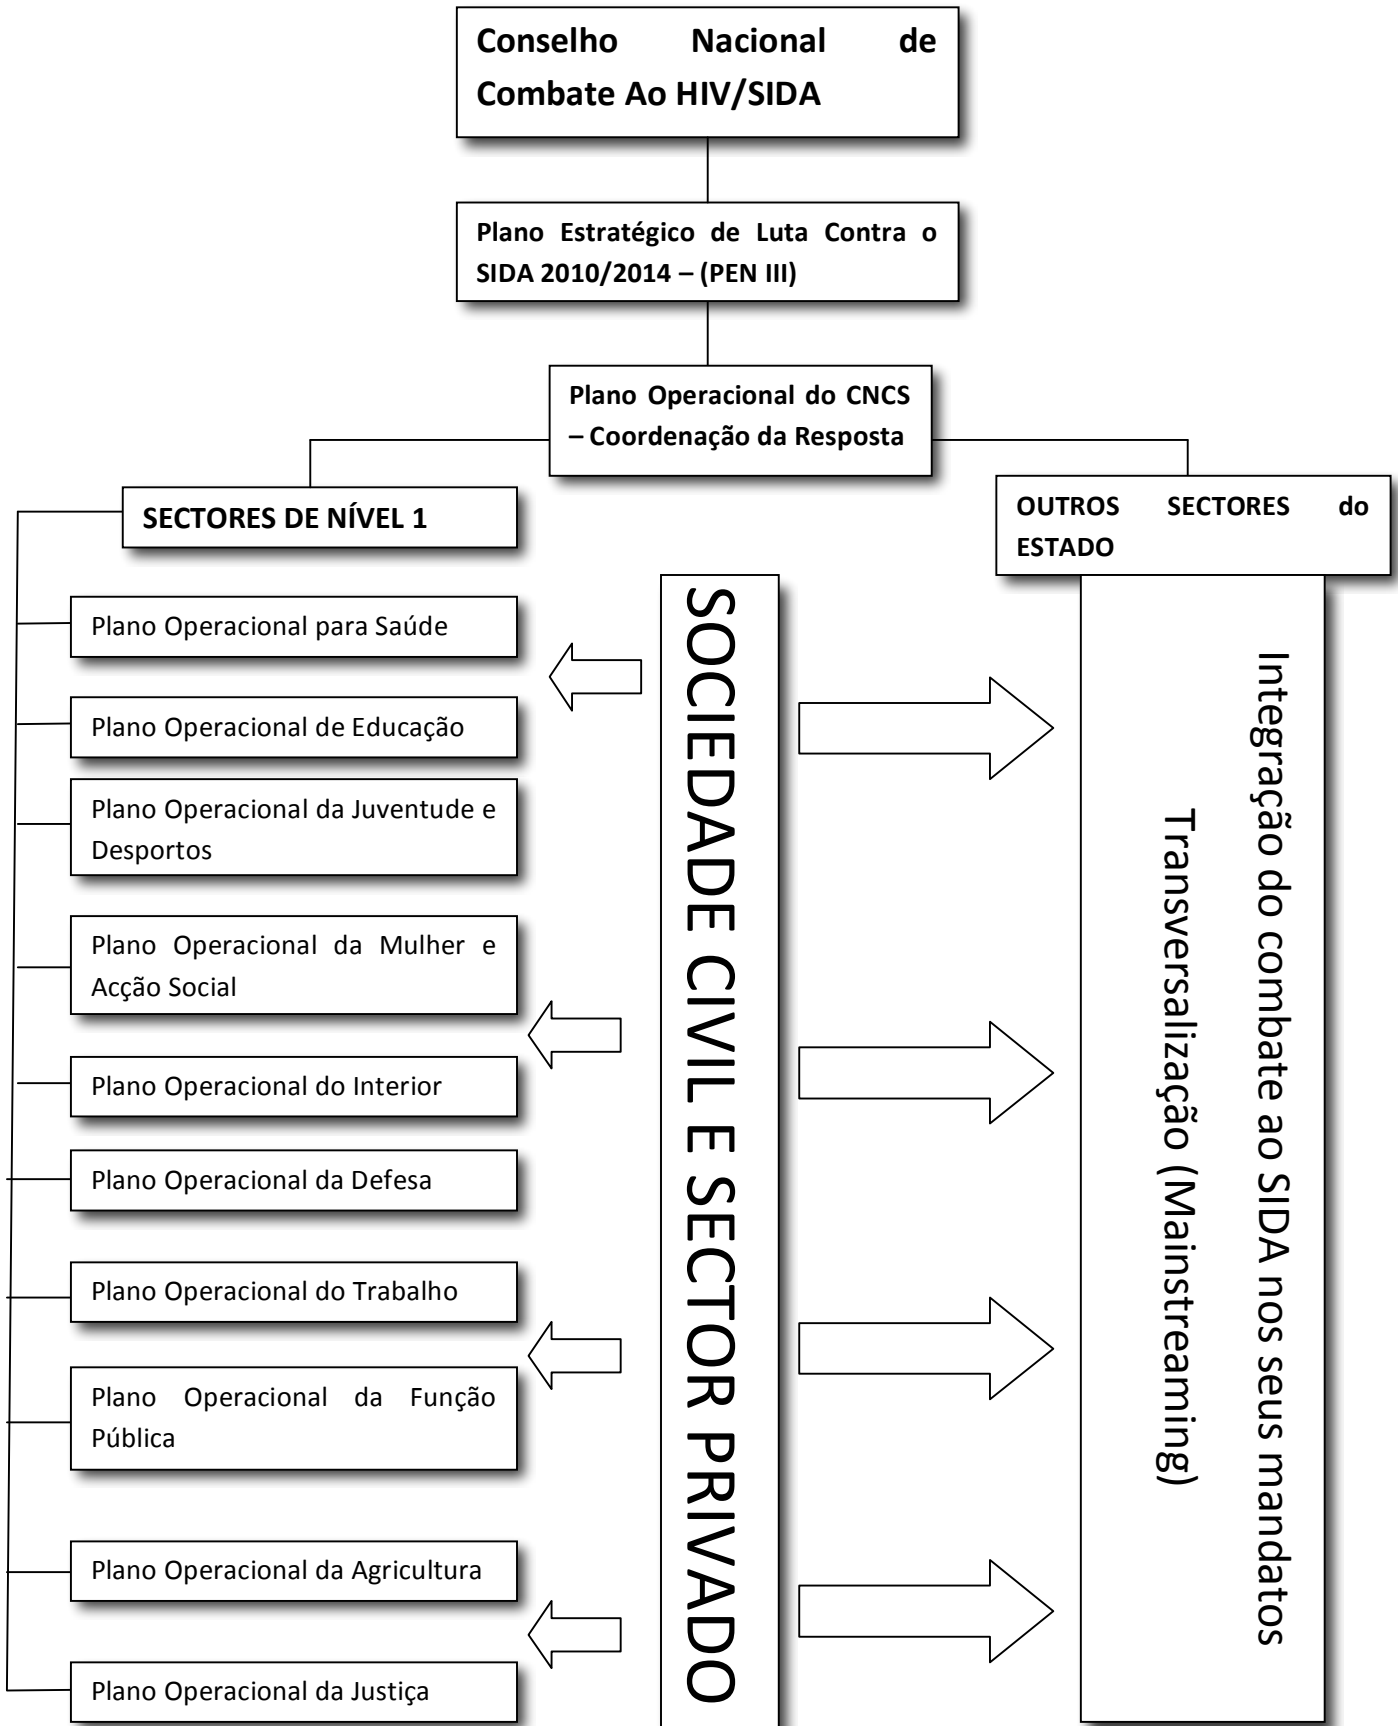 Conselho Nacional de
Combate Ao HIV/SIDA
Plano Estratégico de Luta Contra o
SIDA 2010/2014 – (PEN III)
Plano Operacional do CNCS
– Coordenação da Resposta
SECTORES DE NÍVEL 1
OUTROS SECTORES do
ESTADO
Plano Operacional para Saúde
Plano Operacional de Educação
Plano Operacional da Juventude e
Desportos
Plano Operacional da Mulher e
Acção Social
Plano Operacional do Interior
Plano Operacional da Defesa
Plano Operacional do Trabalho
Plano Operacional da Função
Pública
Plano Operacional da Agricultura
Plano Operacional da Justiça
SOCIEDADE CIVIL E SECTOR PRIVADO
Integração do combate ao SIDA nos seus mandatos
Transversalização (Mainstreaming)